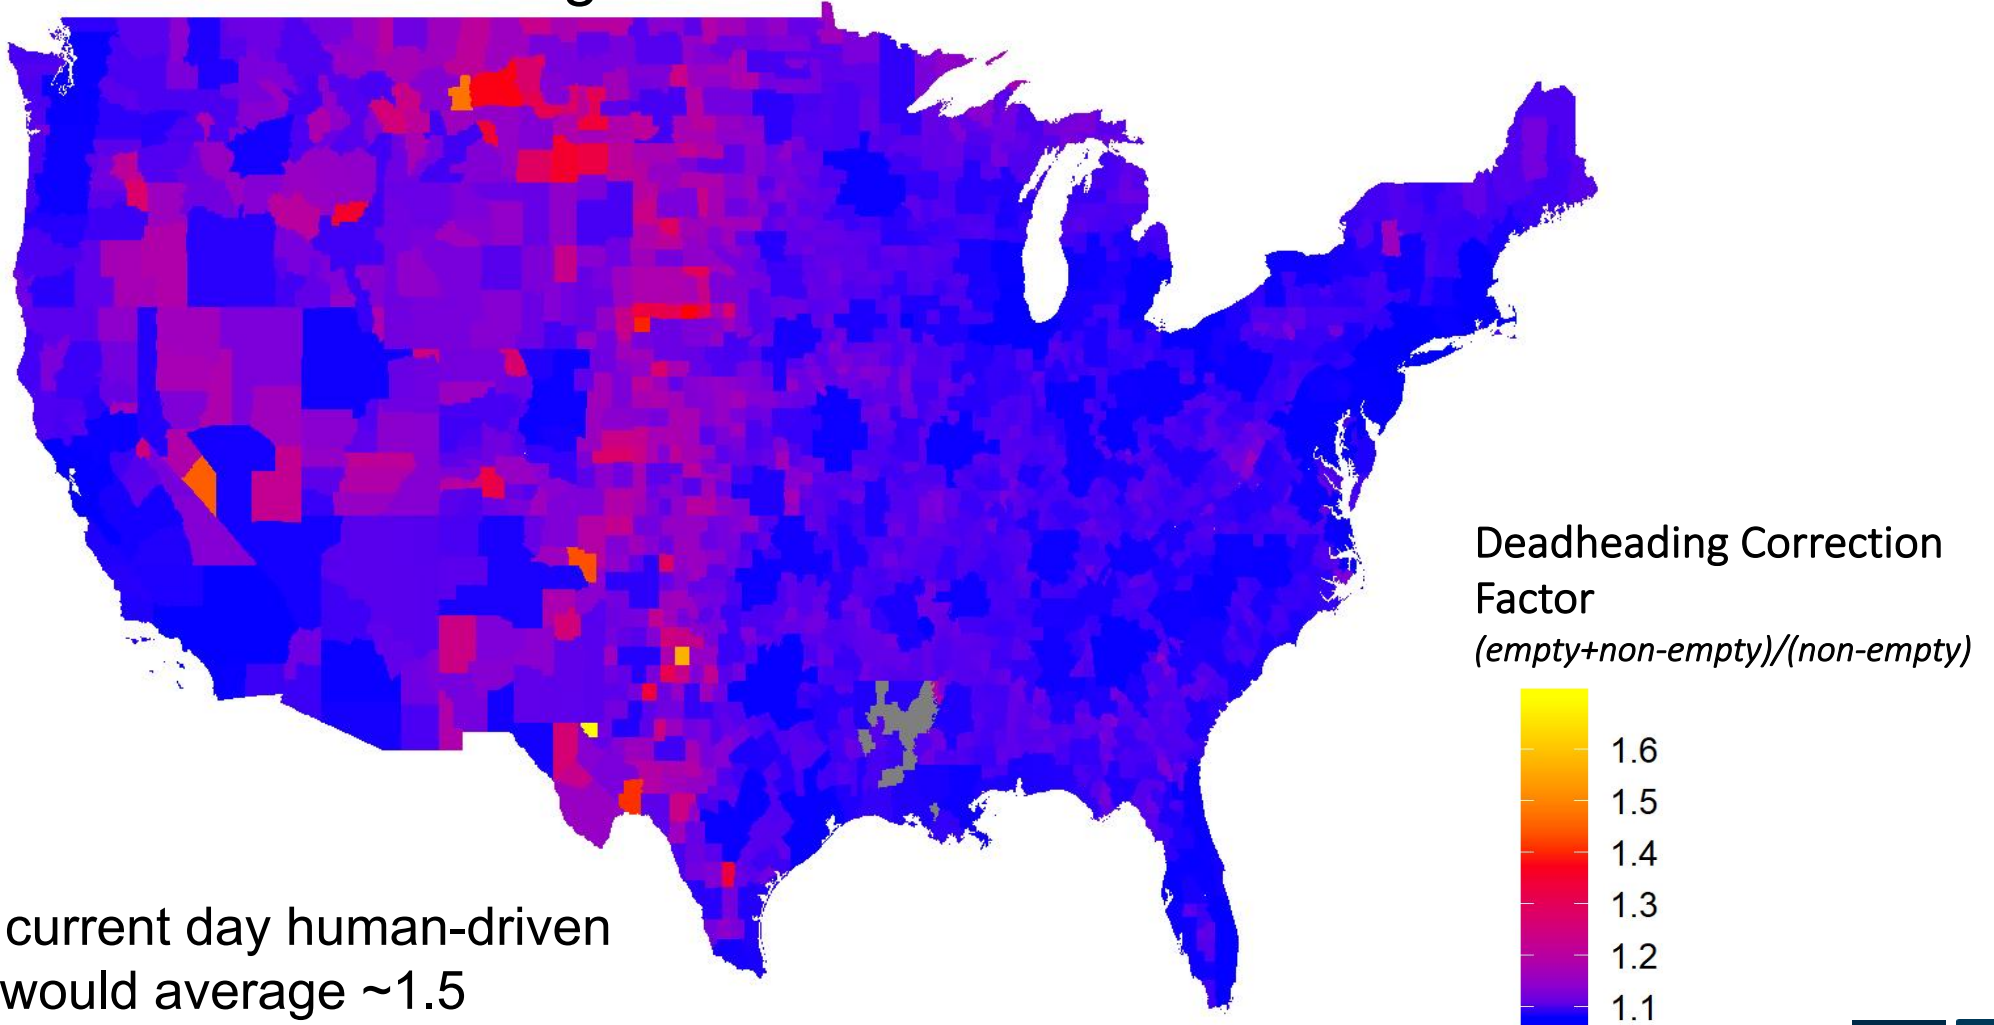 Deadheading Correction
Factor
(empty+non-empty)/(non-empty)
1.6
1.5
1.4
1.3
1.2
1.1
current day human-driven
would average ~1.5